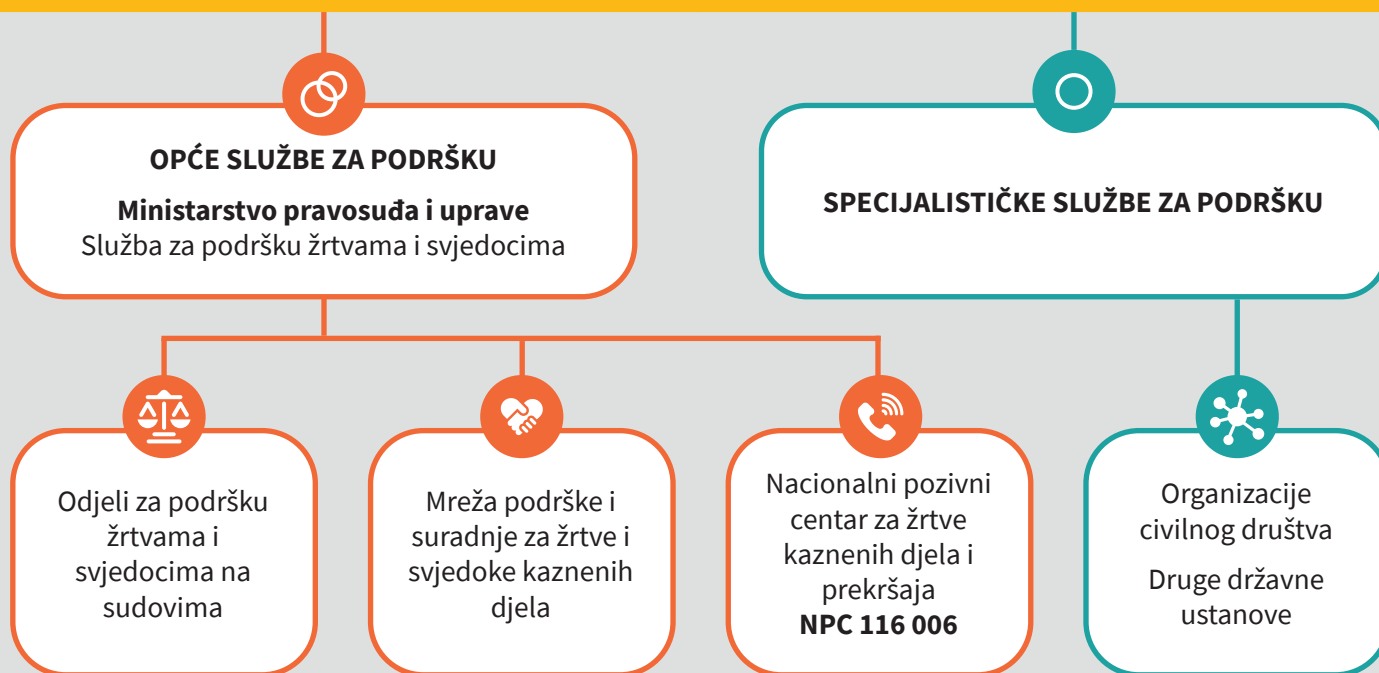 OPĆE SLUŽBE ZA PODRŠKU
Ministarstvo pravosuđa i uprave
Služba za podršku žrtvama i svjedocima
SPECIJALISTIČKE SLUŽBE ZA PODRŠKU
Odjeli za podršku
žrtvama i
svjedocima na
sudovima
Mreža podrške i
suradnje za žrtve i
svjedoke kaznenih
djela
Nacionalni pozivni
centar za žrtve
kaznenih djela i
prekršaja
NPC 116 006
Organizacije
civilnog društva
Druge državne
ustanove